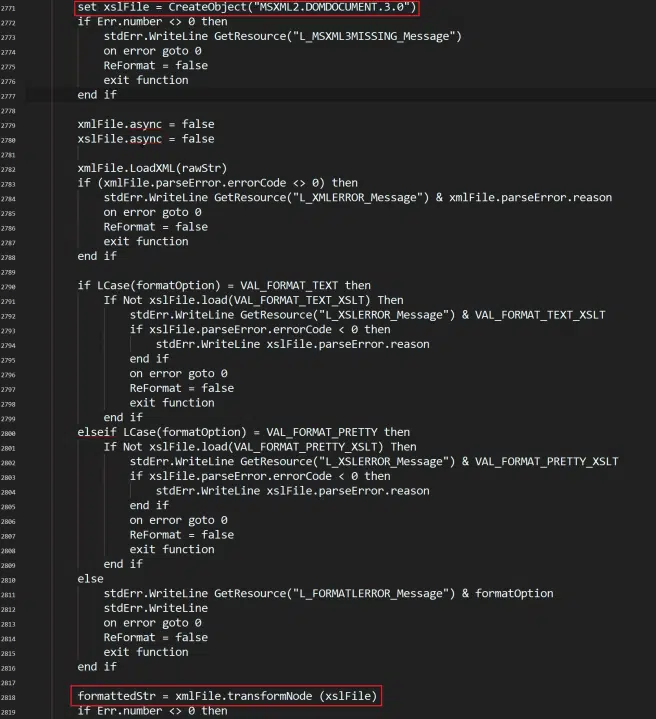 2771 set xslFile = CreateObject("MSXML2.DOMDOCUMENT.3.0")
2772 if Err.number <> 0 then
2773 stdErr.WriteLine GetResource("L_MSXML3MISSING_Message")
2774 on error goto 0
2775 ReFormat = false
2776 exit function
2777 end if
2778
2779 xmlFile.async = false
2780 xslFile.async = false
2781
2782 xmlFile.LoadXML(rawStr)
2783 if (xmlFile.parseError.errorCode <> 0) then
2784 stdErr.WriteLine GetResource("L_XMLERROR_Message") & xmlFile.parseError.reason
2785 on error goto 0
2786 ReFormat = false
2787 exit function
2788 end if
2789
2790 if LCase(formatOption) = VAL_FORMAT_TEXT then
2791 If Not xslFile.load(VAL_FORMAT_TEXT_XSLT) Then
2792 stdErr.WriteLine GetResource("L_XSLERROR_Message") & VAL_FORMAT_TEXT_XSLT
2793 if xslFile.parseError.errorCode < 0 then
2794 stdErr.WriteLine xslFile.parseError.reason
2795 end if
2796 on error goto 0
2797 ReFormat = false
2798 exit function
2799 end if
2800 elseif LCase(formatOption) = VAL_FORMAT_PRETTY then
2801 If Not xslFile.load(VAL_FORMAT_PRETTY_XSLT) Then
2802 stdErr.WriteLine GetResource("L_XSLERROR_Message") & VAL_FORMAT_PRETTY_XSLT
2803 if xslFile.parseError.errorCode < 0 then
2804 stdErr.WriteLine xslFile.parseError.reason
2805 end if
2806 on error goto 0
2807 ReFormat = false
2808 exit function
2809 end if
2810 else
2811 stdErr.WriteLine GetResource("L_FORMATLERROR_Message") & formatOption
2812 stdErr.WriteLine
2813 on error goto 0
2814 ReFormat = false
2815 exit function
2816 end if
2817
2818 formattedStr = xmlFile.transformNode (xslFile)
2819 if Err.number <> 0 then